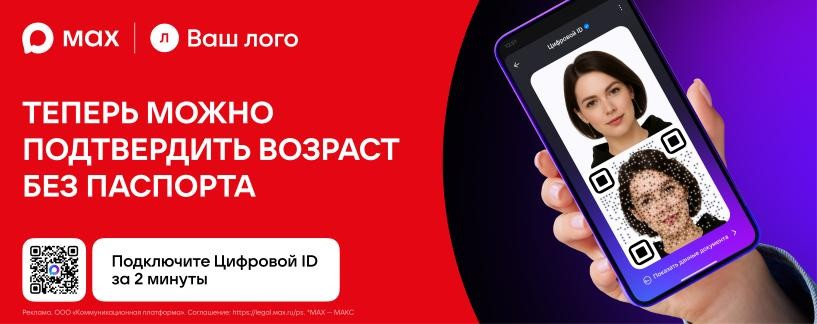 мах
л Ваш лого
ТЕПЕРЬ МОЖНО
ПОДТВЕРДИТЬ ВОЗРАСТ
БЕЗ ПАСПОРТА
Подключите Цифровой ID
за 2 минуты
Реклама, ООО «Коммуникационная платформа». Соглашение: https://legal.max.ru/ps. *MAX — МАКС
Цифровой ID
Показать данные документа